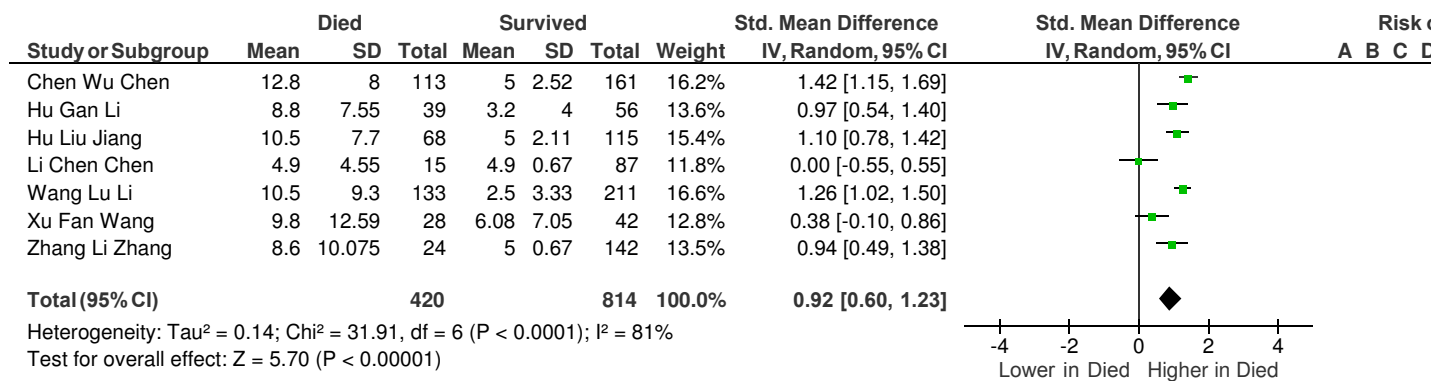 Died Survived Std. Mean Difference Std. Mean Difference Risk o
Study or Subgroup Mean SD Total Mean SD Total Weight IV, Random, 95% CI IV, Random, 95% CI A B C D
Chen Wu Chen 12.8 8 113 5 2.52 161 16.2% 1.42 [1.15, 1.69]
Hu Gan Li 8.8 7.55 39 3.2 4 56 13.6% 0.97 [0.54, 1.40]
Hu Liu Jiang 10.5 7.7 68 5 2.11 115 15.4% 1.10 [0.78, 1.42]
Li Chen Chen 4.9 4.55 15 4.9 0.67 87 11.8% 0.00 [-0.55, 0.55]
Wang Lu Li 10.5 9.3 133 2.5 3.33 211 16.6% 1.26 [1.02, 1.50]
Xu Fan Wang 9.8 12.59 28 6.08 7.05 42 12.8% 0.38 [-0.10, 0.86]
Zhang Li Zhang 8.6 10.075 24 5 0.67 142 13.5% 0.94 [0.49, 1.38]
Total (95% CI) 420 814 100.0% 0.92 [0.60, 1.23]
Heterogeneity: Tau² = 0.14; Chi² = 31.91, df = 6 (P < 0.0001); I² = 81%
Test for overall effect: Z = 5.70 (P < 0.00001)
-4 -2 0 2 4
Lower in Died Higher in Died